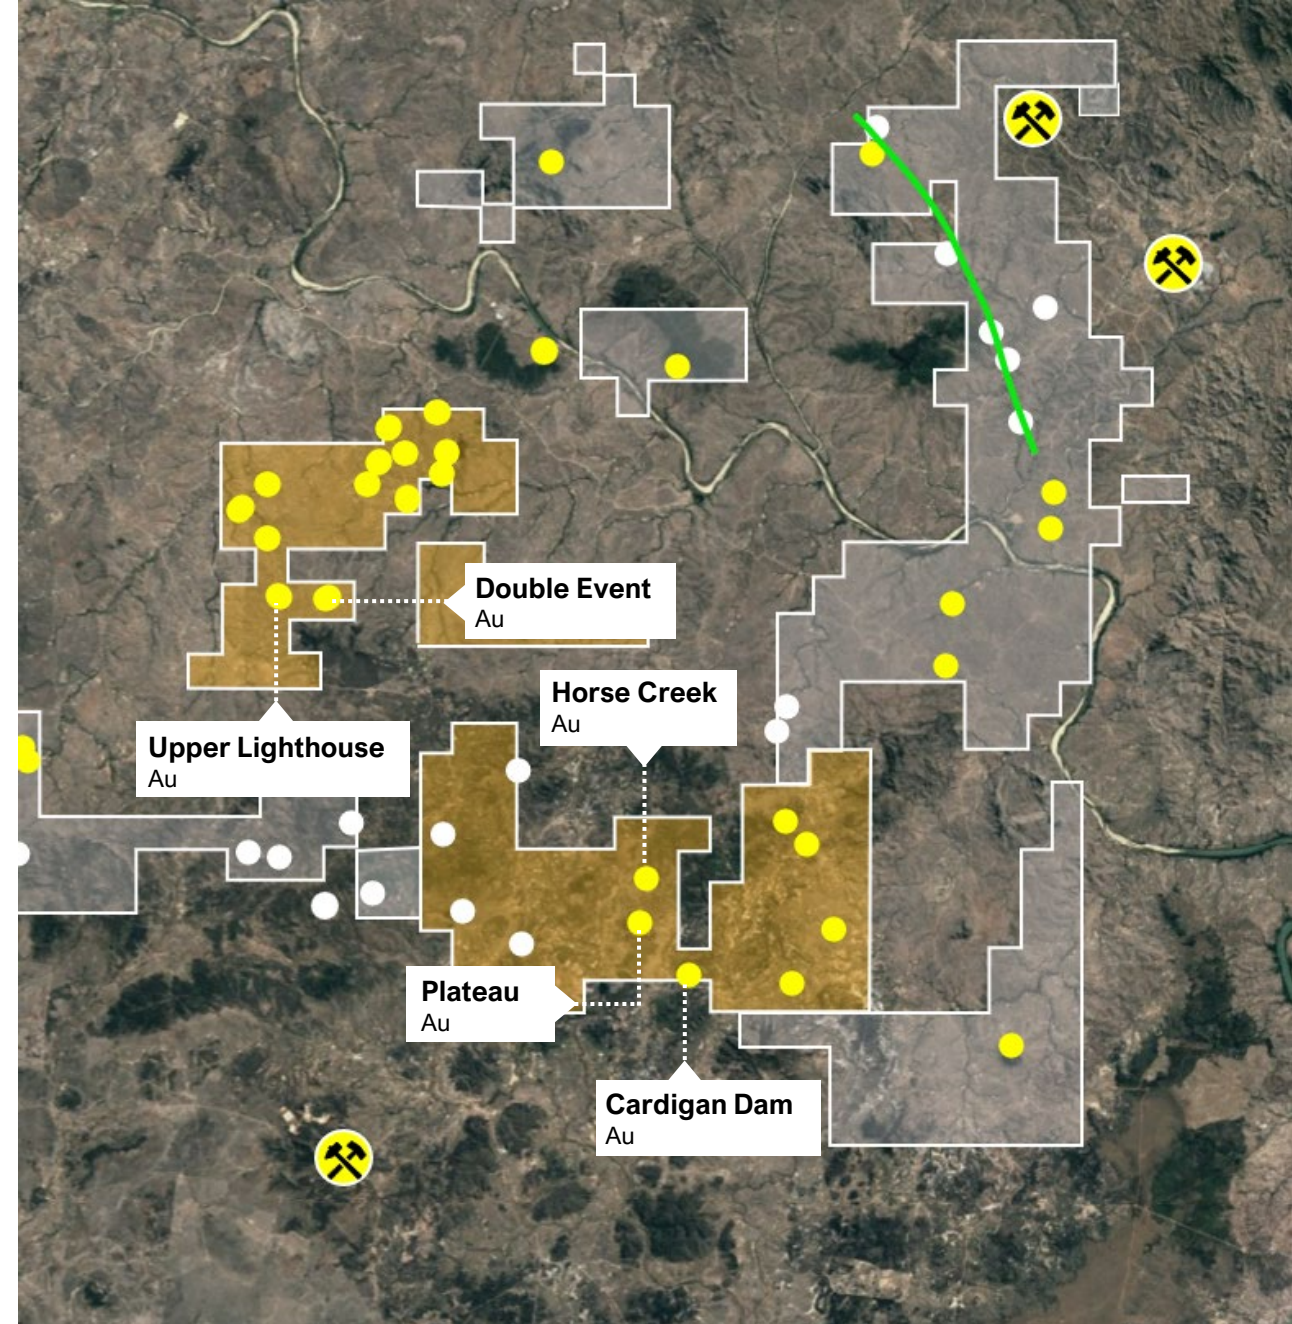 Double Event
Au
Horse Creek
Au
Upper Lighthouse
Au
Plateau
Au
Cardigan Dam
Au